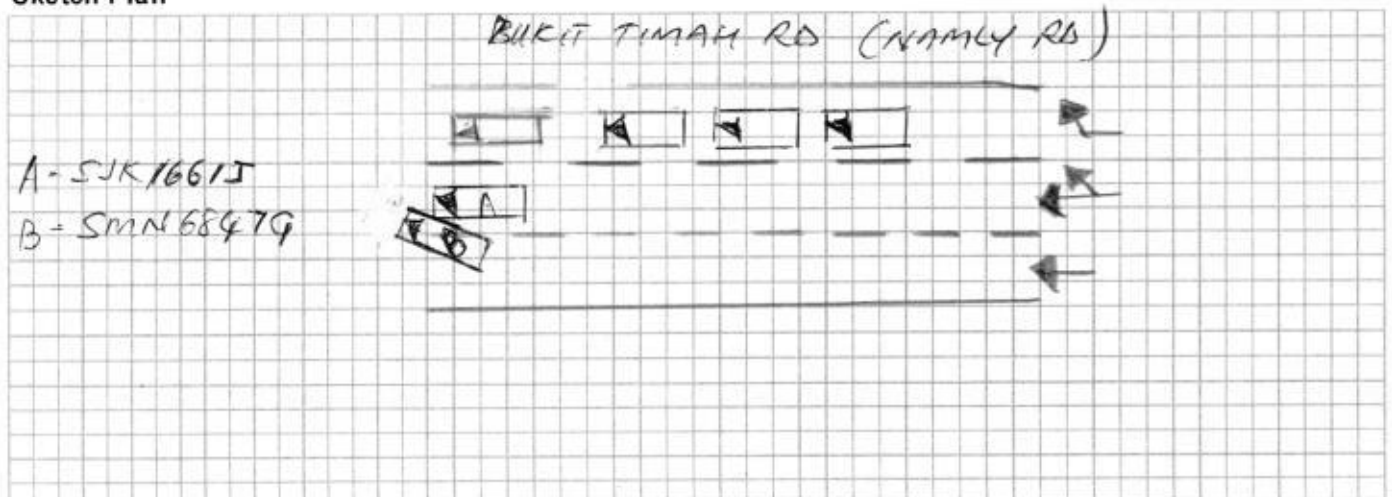 Sketch Plan
BUKIT TIMAH RD (NAMLY RD)
A - SJK1661J
B = SMN6847G
A
B